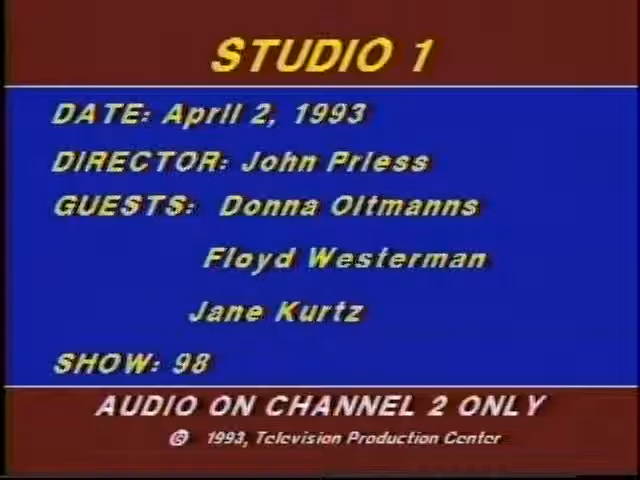 STUDIO 1
DATE: April 2, 1993
DIRECTOR: John Priess
GUESTS: Donna Oltmanns
Floyd Westerman
Jane Kurtz
SHOW: 98
AUDIO ON CHANNEL 2 ONLY
© 1993, Television Production Center